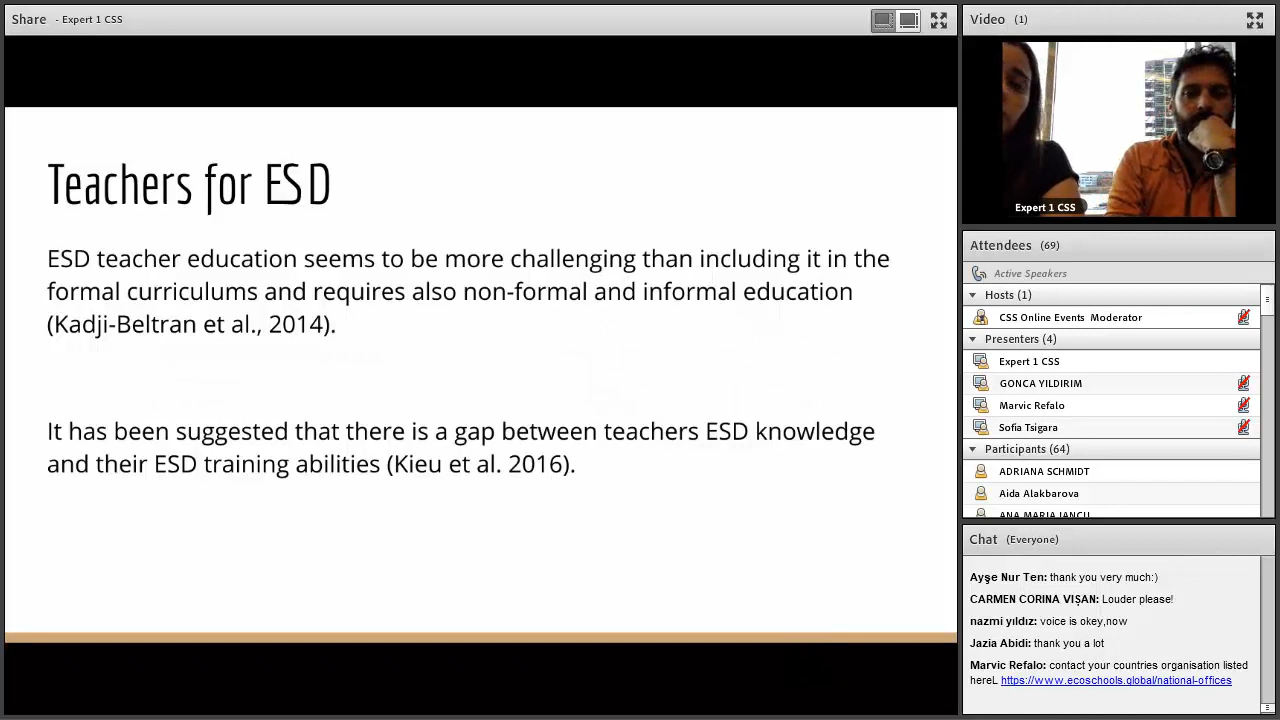 Share - Expert 1 CSS
Teachers for ESD
ESD teacher education seems to be more challenging than including it in the
formal curriculums and requires also non-formal and informal education
(Kadji-Beltran et al., 2014).
It has been suggested that there is a gap between teachers ESD knowledge
and their ESD training abilities (Kieu et al. 2016).
Video (1)
Expert 1 CSS
Attendees (69)
Active Speakers
Hosts (1)
CSS Online Events Moderator
Presenters (4)
Expert 1 CSS
GONCA YILDIRIM
Marvic Refalo
Sofia Tsigara
Participants (64)
ADRIANA SCHMIDT
Aida Alakbarova
ANA MARIA IANCU
Chat (Everyone)
Ayşe Nur Ten: thank you very much:)
CARMEN CORINA VIŞAN: Louder please!
nazmi yıldız: voice is okey,now
Jazia Abidi: thank you a lot
Marvic Refalo: contact your countries organisation listed
hereL https://www.ecoschools.global/national-offices